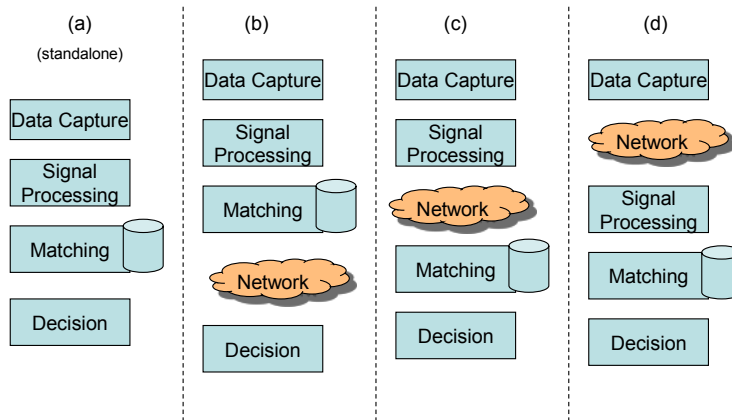 (a)
(standalone)
Data Capture
Signal
Processing
Matching
Decision
(b)
Data Capture
Signal
Processing
Matching
Network
Decision
(c)
Data Capture
Signal
Processing
Network
Matching
Decision
(d)
Data Capture
Network
Signal
Processing
Matching
Decision